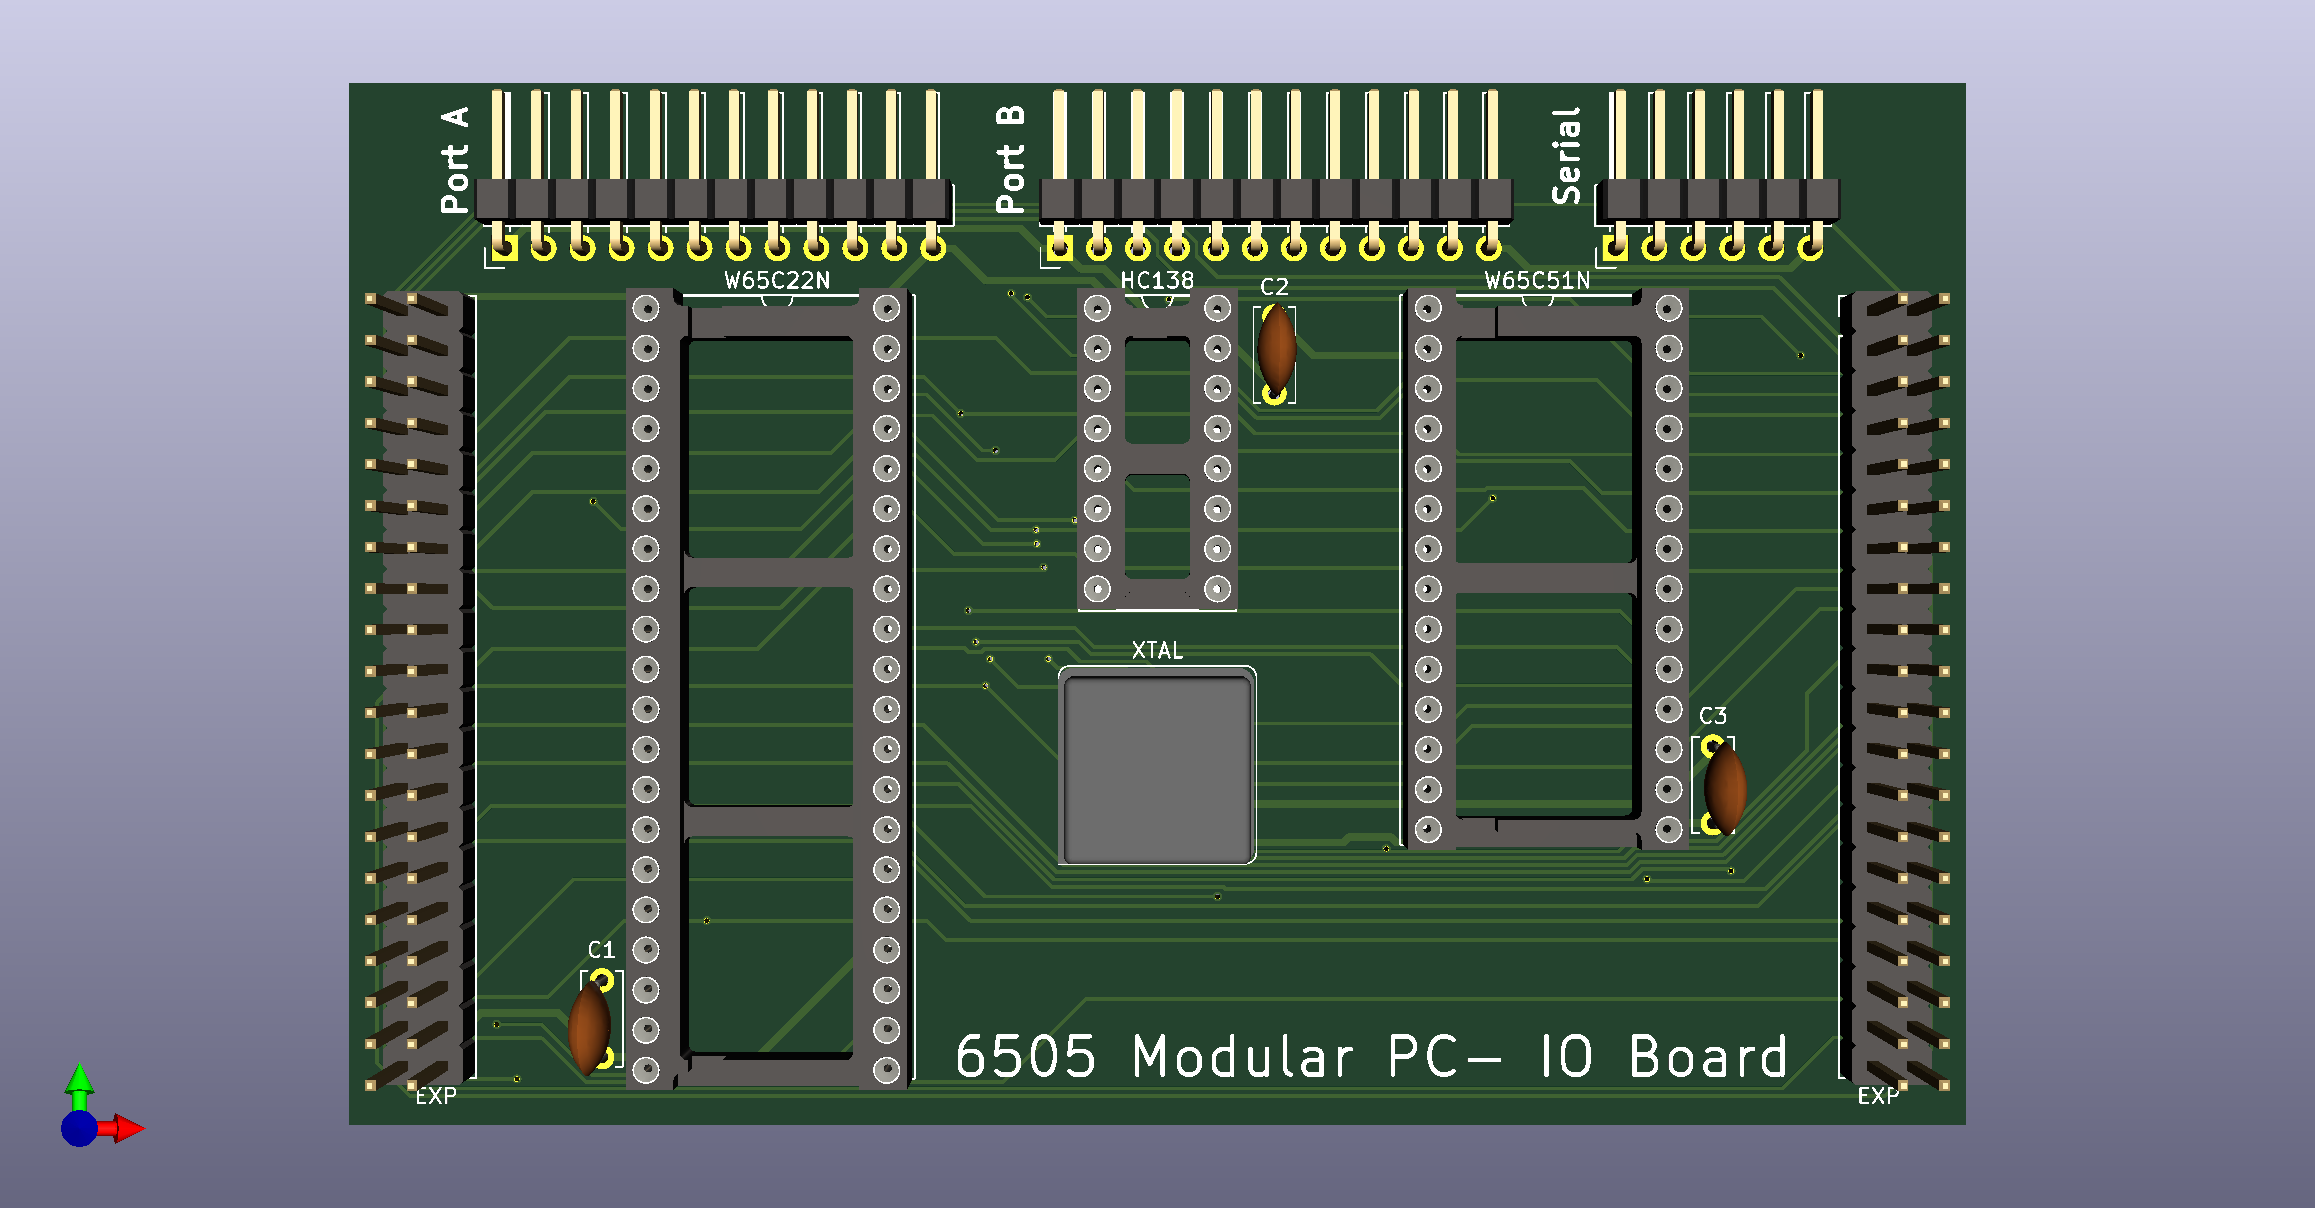 Port A
Port B
Serial
W65C22N
HC138
C2
W65C51N
XTAL
C3
C1
6505 Modular PC- IO Board
EXP
EXP